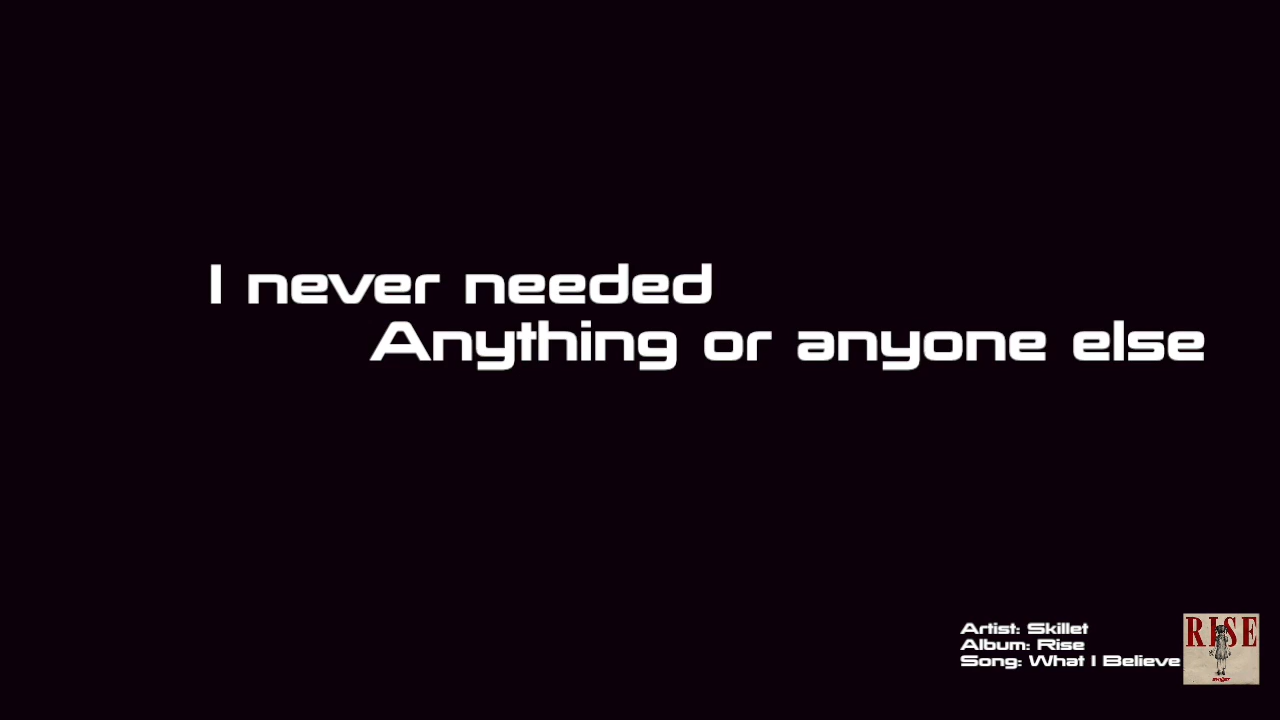 I never needed
Anything or anyone else
Artist: Skillet
Album: Rise
Song: What I Believe
RISE